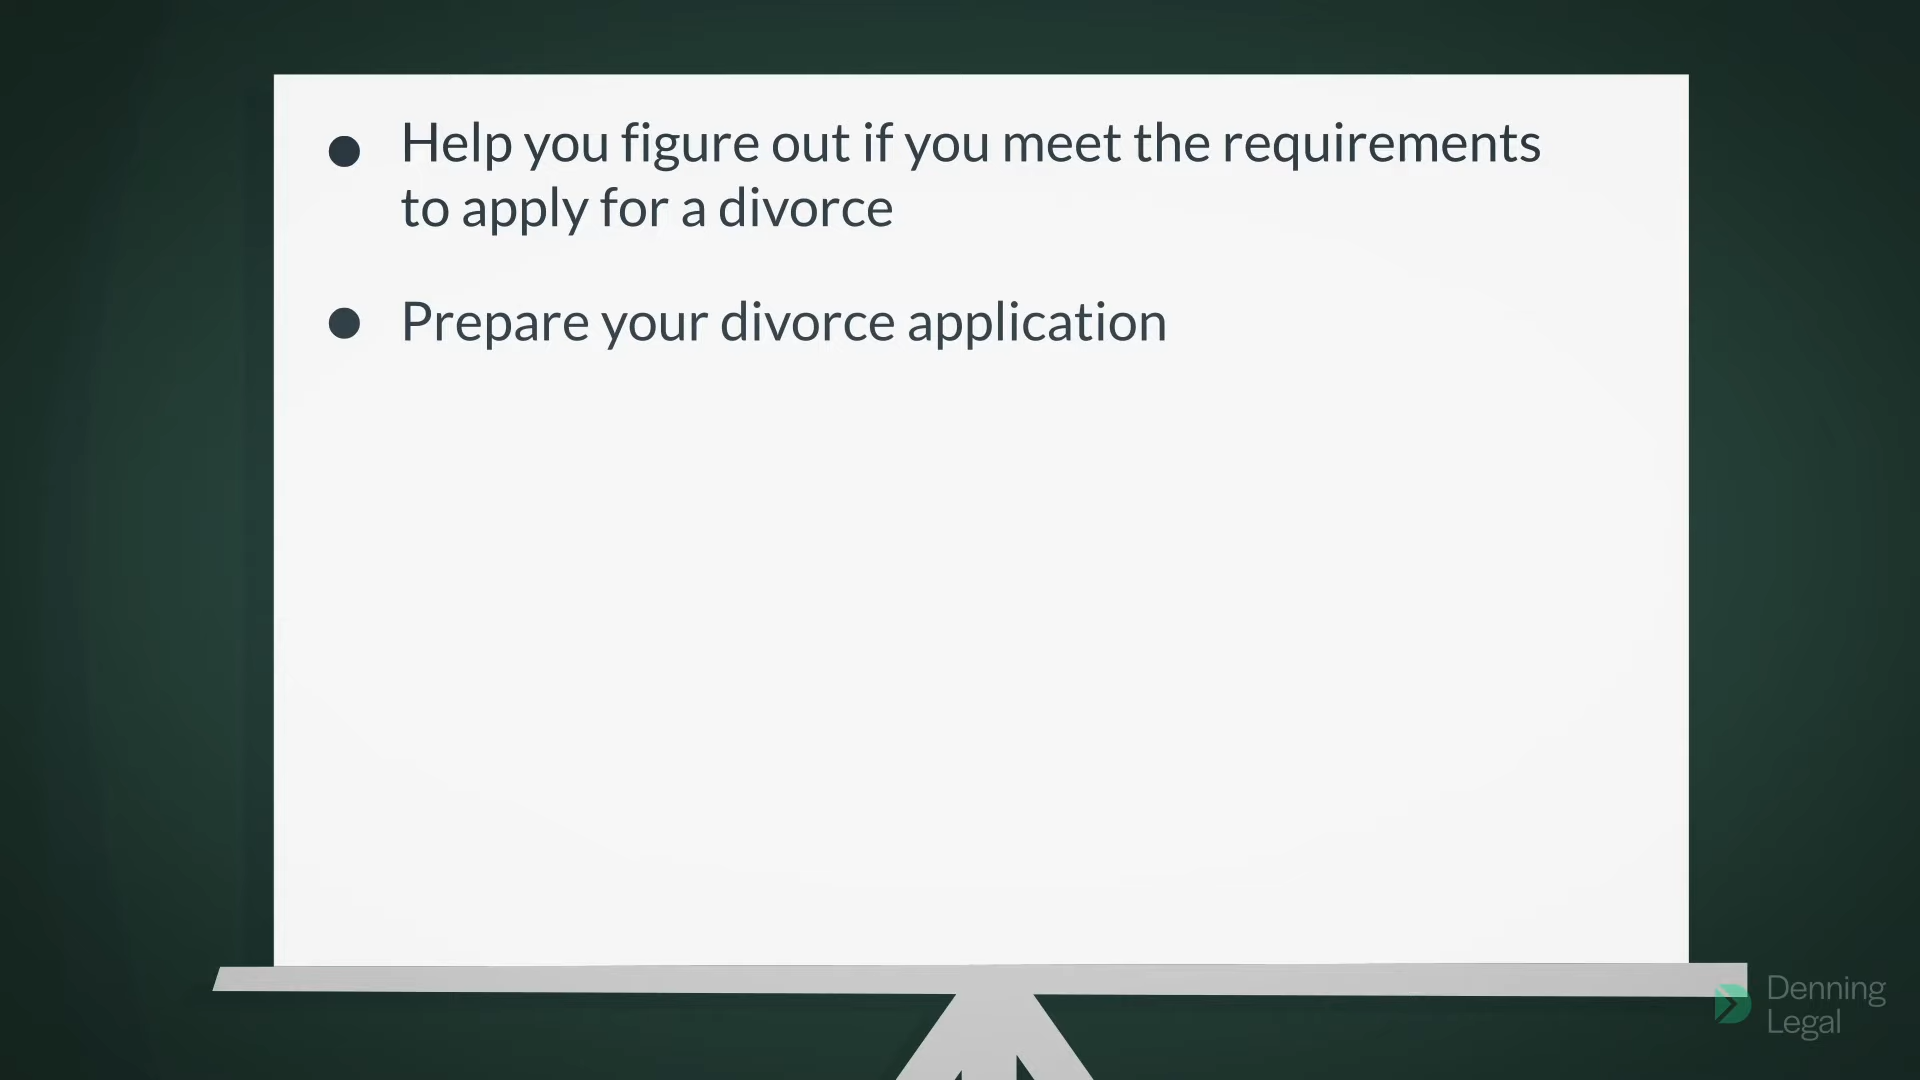 ● Help you figure out if you meet the requirements
to apply for a divorce
● Prepare your divorce application
Denning
Legal